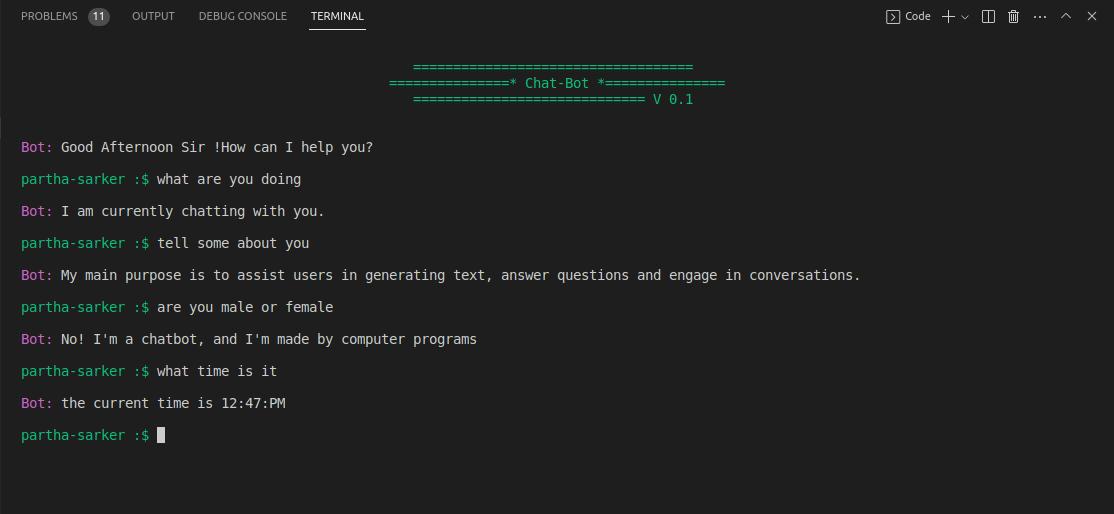 PROBLEMS 11 OUTPUT DEBUG CONSOLE TERMINAL Code
===================================
===============* Chat-Bot *===============
============================= V 0.1
Bot: Good Afternoon Sir !How can I help you?
partha-sarker :$ what are you doing
Bot: I am currently chatting with you.
partha-sarker :$ tell some about you
Bot: My main purpose is to assist users in generating text, answer questions and engage in conversations.
partha-sarker :$ are you male or female
Bot: No! I'm a chatbot, and I'm made by computer programs
partha-sarker :$ what time is it
Bot: the current time is 12:47:PM
partha-sarker :$